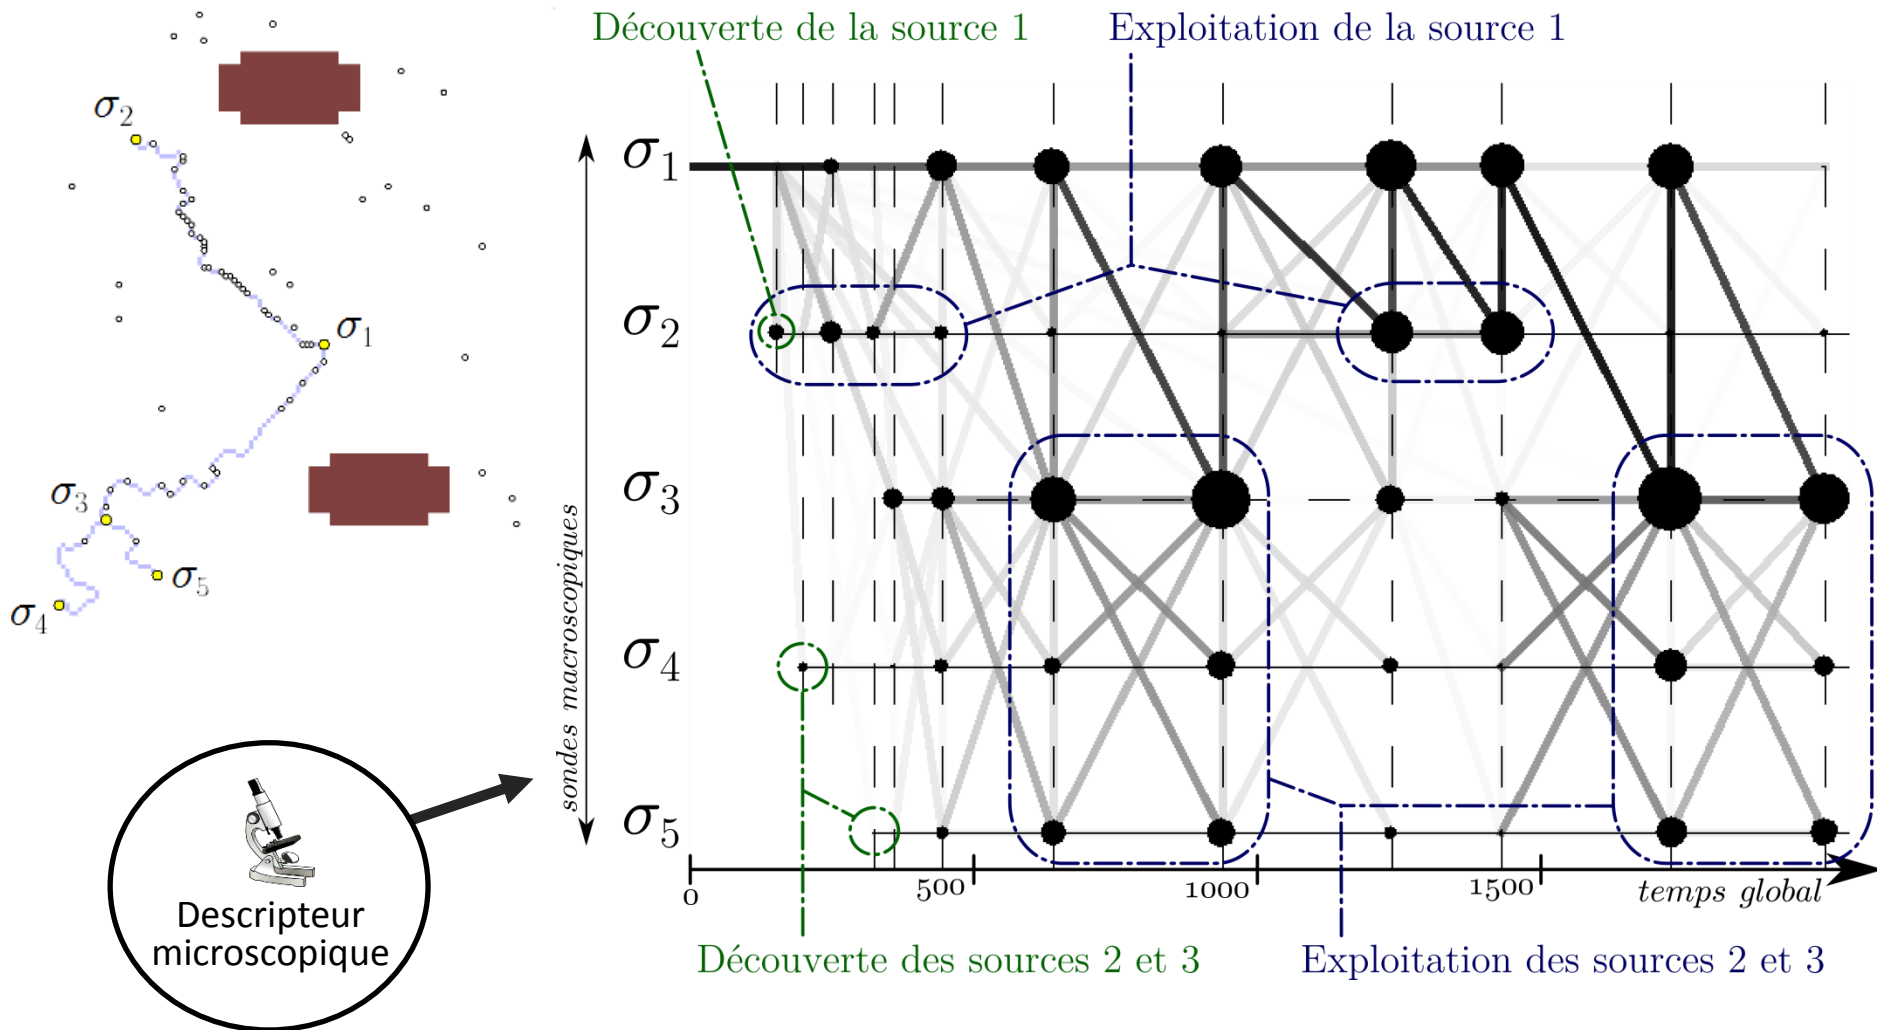 Découverte de la source 1
Exploitation de la source 1
σ2
σ1
σ3
σ5
σ4
σ1
σ2
σ3
σ4
σ5
sondes macroscopiques
0
500
1000
1500
temps global
Descripteur
microscopique
Découverte des sources 2 et 3
Exploitation des sources 2 et 3